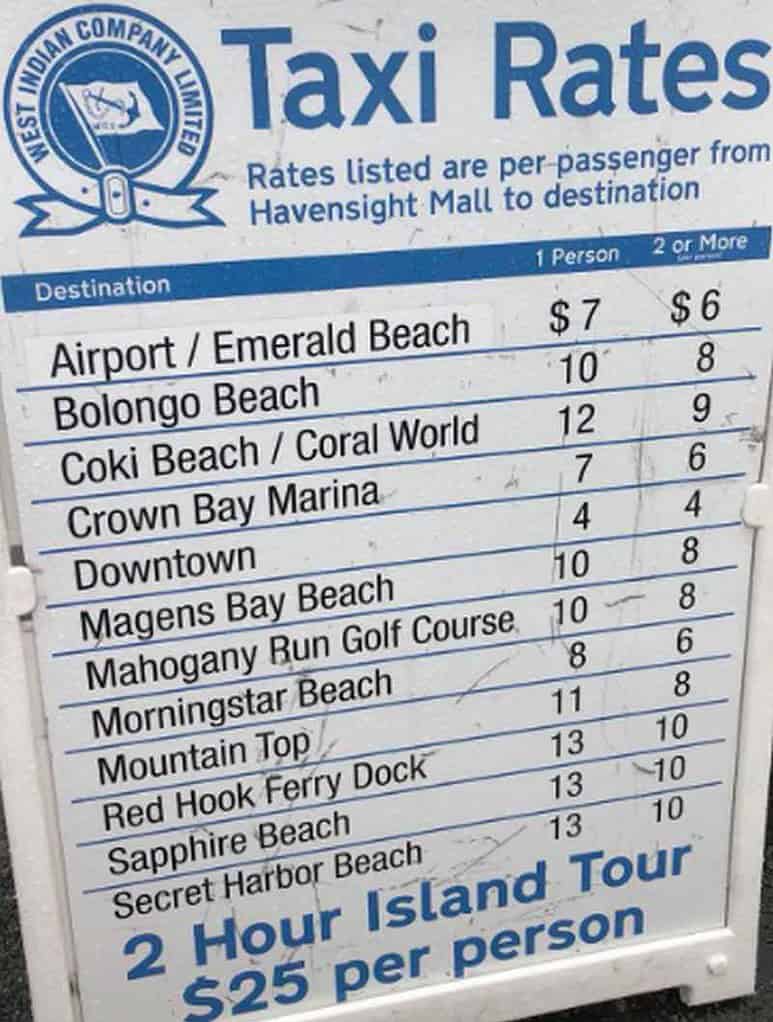 WEST INDIAN COMPANY LIMITED
Taxi Rates
Rates listed are per passenger from
Havensight Mall to destination
Destination 1 Person 2 or More
Airport / Emerald Beach $7 $6
Bolongo Beach 10 8
Coki Beach / Coral World 12 9
Crown Bay Marina 7 6
Downtown 4 4
Magens Bay Beach 10 8
Mahogany Run Golf Course 10 8
Morningstar Beach 8 6
Mountain Top 11 8
Red Hook Ferry Dock 13 10
Sapphire Beach 13 10
Secret Harbor Beach 13 10
2 Hour Island Tour
$25 per person